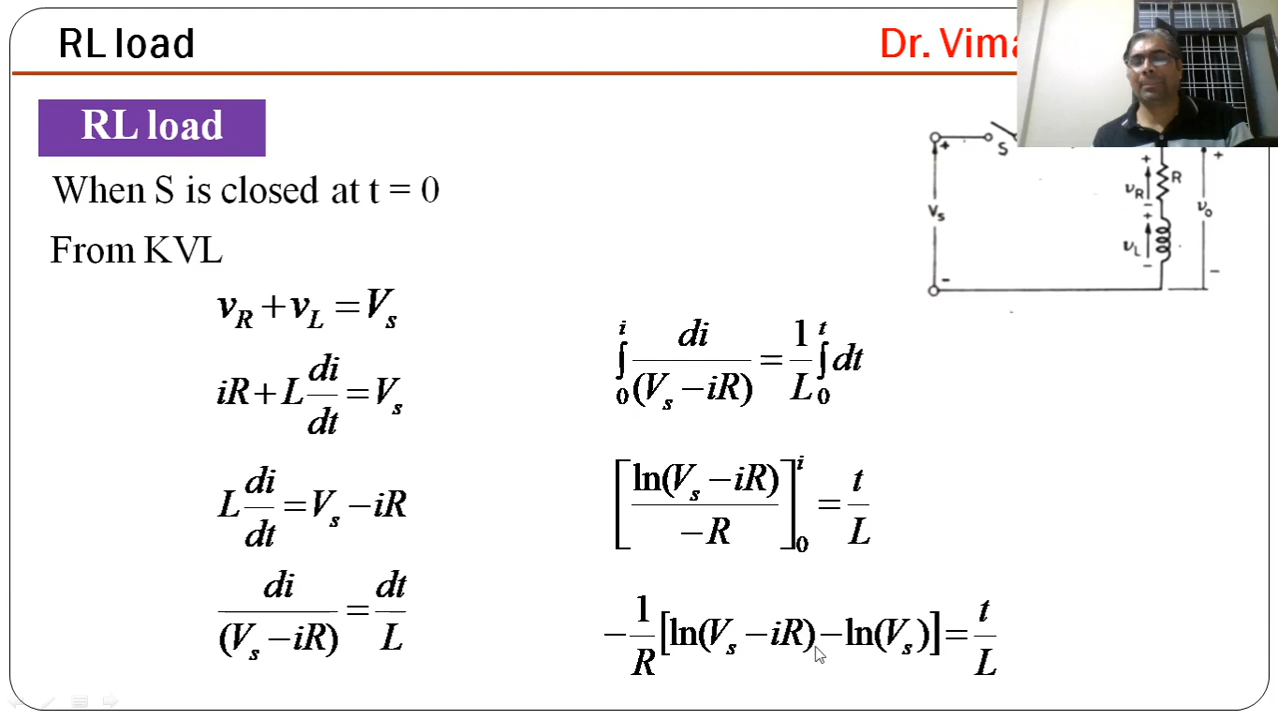 RL load
Dr. Vima
RL load
When S is closed at t = 0
From KVL
v_R + v_L = V_s
iR + L di/dt = V_s
L di/dt = V_s − iR
di/(V_s − iR) = dt/L
∫_0^i di/(V_s − iR) = 1/L ∫_0^t dt
[ln(V_s − iR)/−R]_0^i = t/L
−1/R [ln(V_s − iR) − ln(V_s)] = t/L
+ S
V_s
−
+ v_R − R
+ v_L −
+ v_o −